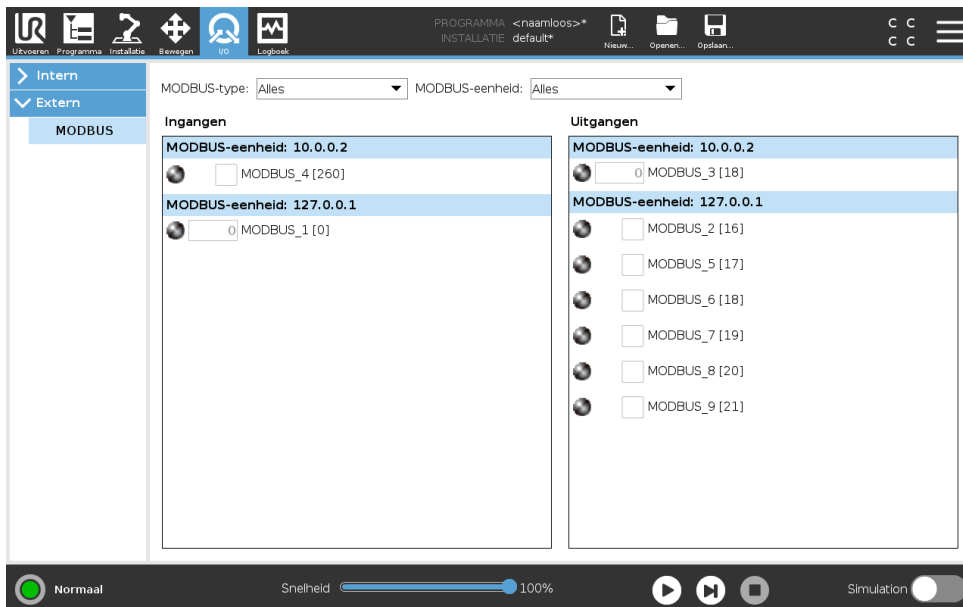 UR
PROGRAMMA <naamloos>*
INSTALLATIE default*
Uitvoeren Programma Installatie Bewegen I/O Logboek Nieuw... Openen... Opslaan...
C C
C C
Intern
Extern
MODBUS
MODBUS-type: Alles MODBUS-eenheid: Alles
Ingangen
MODBUS-eenheid: 10.0.0.2
MODBUS_4 [260]
MODBUS-eenheid: 127.0.0.1
0 MODBUS_1 [0]
Uitgangen
MODBUS-eenheid: 10.0.0.2
0 MODBUS_3 [18]
MODBUS-eenheid: 127.0.0.1
MODBUS_2 [16]
MODBUS_5 [17]
MODBUS_6 [18]
MODBUS_7 [19]
MODBUS_8 [20]
MODBUS_9 [21]
Normaal Snelheid 100% Simulation